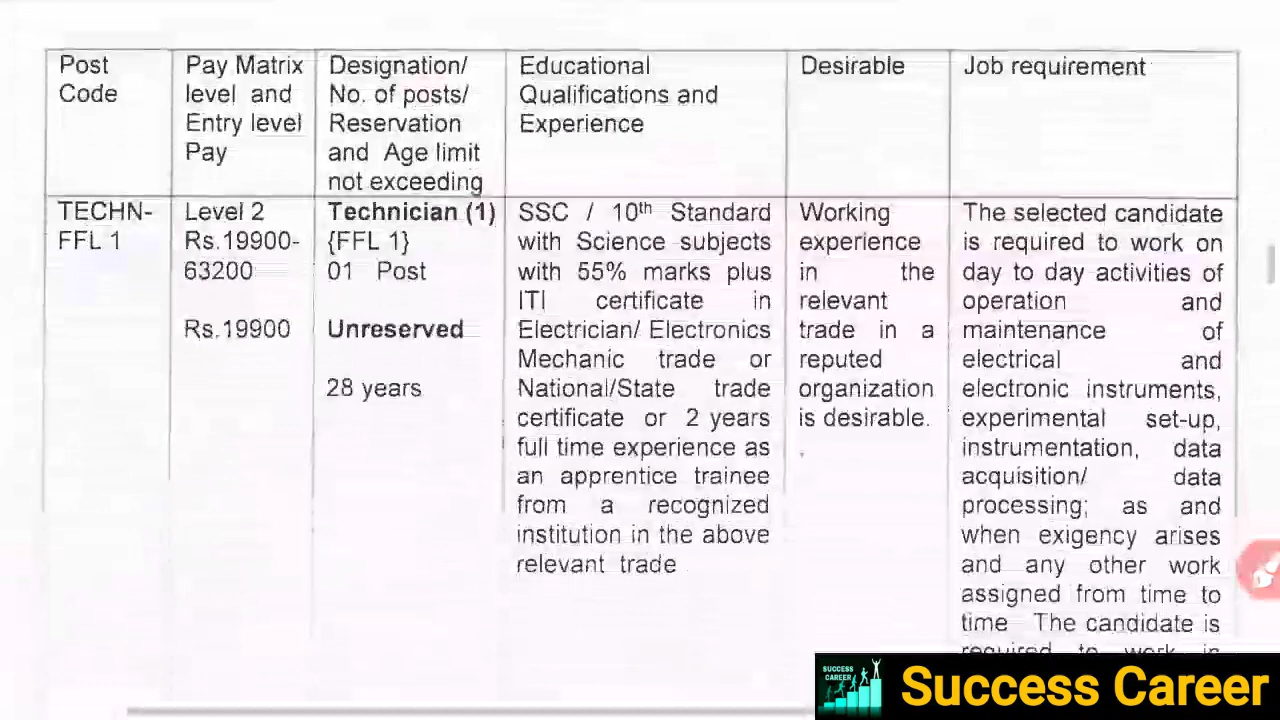 Post
Code
Pay Matrix
level and
Entry level
Pay
Designation/
No. of posts/
Reservation
and Age limit
not exceeding
Educational
Qualifications and
Experience
Desirable
Job requirement
TECHN-
FFL 1
Level 2
Rs.19900-
63200
Rs.19900
Technician (1)
{FFL 1}
01 Post
Unreserved
28 years
SSC / 10th Standard
with Science subjects
with 55% marks plus
ITI certificate in
Electrician/ Electronics
Mechanic trade or
National/State trade
certificate or 2 years
full time experience as
an apprentice trainee
from a recognized
institution in the above
relevant trade
Working
experience
in the
relevant
trade in a
reputed
organization
is desirable.
The selected candidate
is required to work on
day to day activities of
operation and
maintenance of
electrical and
electronic instruments,
experimental set-up,
instrumentation, data
acquisition/ data
processing; as and
when exigency arises
and any other work
assigned from time to
time The candidate is
required to work in
SUCCESS
CAREER
Success Career